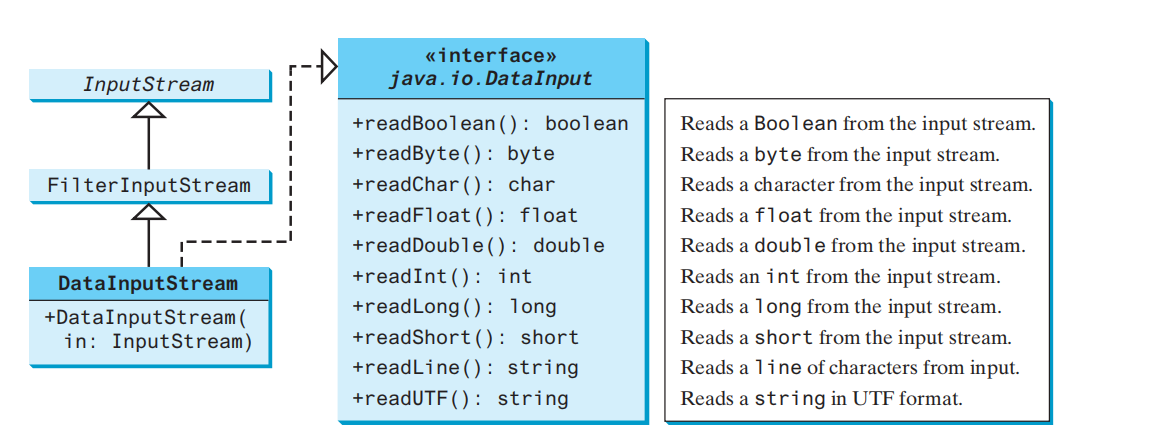 InputStream
FilterInputStream
DataInputStream
+DataInputStream(
in: InputStream)
«interface»
java.io.DataInput
+readBoolean(): boolean
+readByte(): byte
+readChar(): char
+readFloat(): float
+readDouble(): double
+readInt(): int
+readLong(): long
+readShort(): short
+readLine(): string
+readUTF(): string
Reads a Boolean from the input stream.
Reads a byte from the input stream.
Reads a character from the input stream.
Reads a float from the input stream.
Reads a double from the input stream.
Reads an int from the input stream.
Reads a long from the input stream.
Reads a short from the input stream.
Reads a line of characters from input.
Reads a string in UTF format.